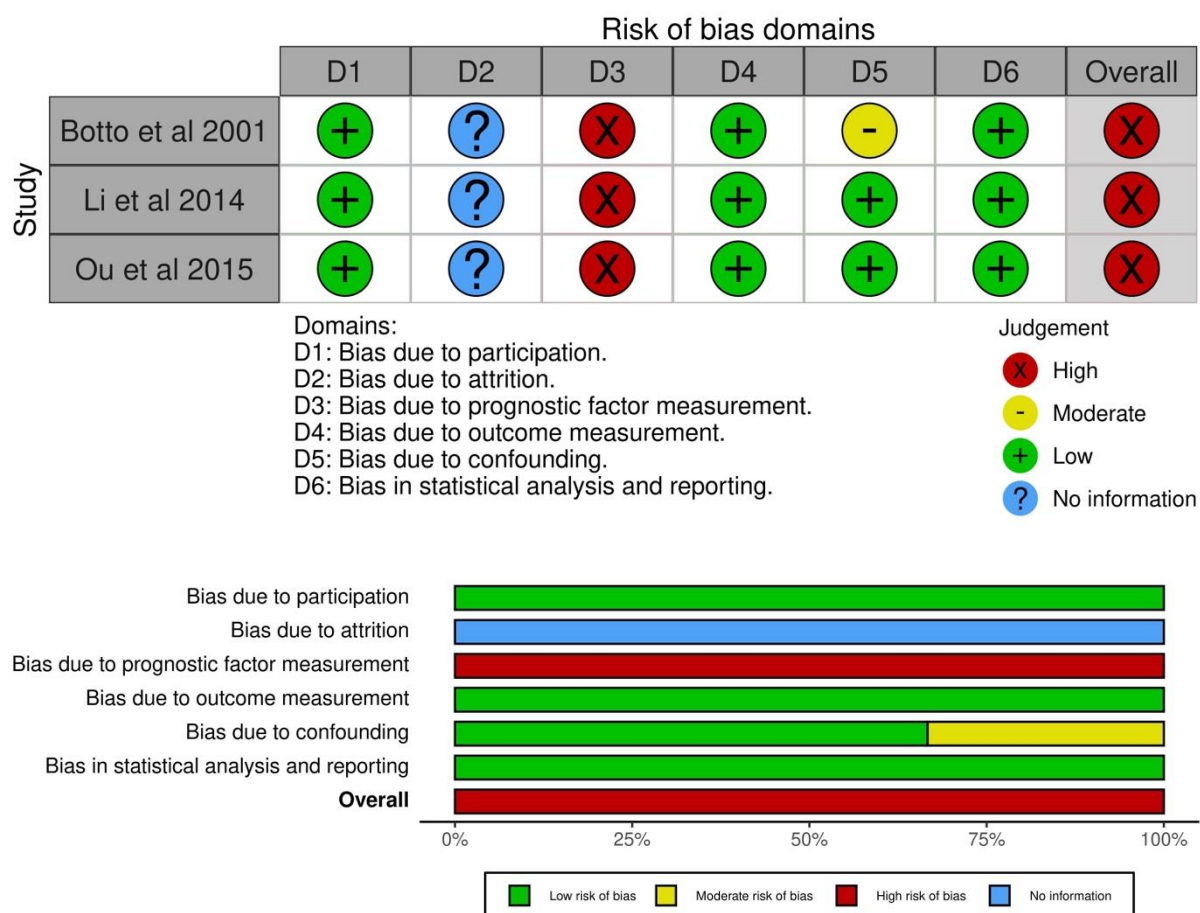 Risk of bias domains
D1 D2 D3 D4 D5 D6 Overall
Study
Botto et al 2001 + ? X + - + X
Li et al 2014 + ? X + + + X
Ou et al 2015 + ? X + + + X
Domains:
D1: Bias due to participation.
D2: Bias due to attrition.
D3: Bias due to prognostic factor measurement.
D4: Bias due to outcome measurement.
D5: Bias due to confounding.
D6: Bias in statistical analysis and reporting.
Judgement
X High
- Moderate
+ Low
? No information
Bias due to participation
Bias due to attrition
Bias due to prognostic factor measurement
Bias due to outcome measurement
Bias due to confounding
Bias in statistical analysis and reporting
Overall
0% 25% 50% 75% 100%
Low risk of bias Moderate risk of bias High risk of bias No information